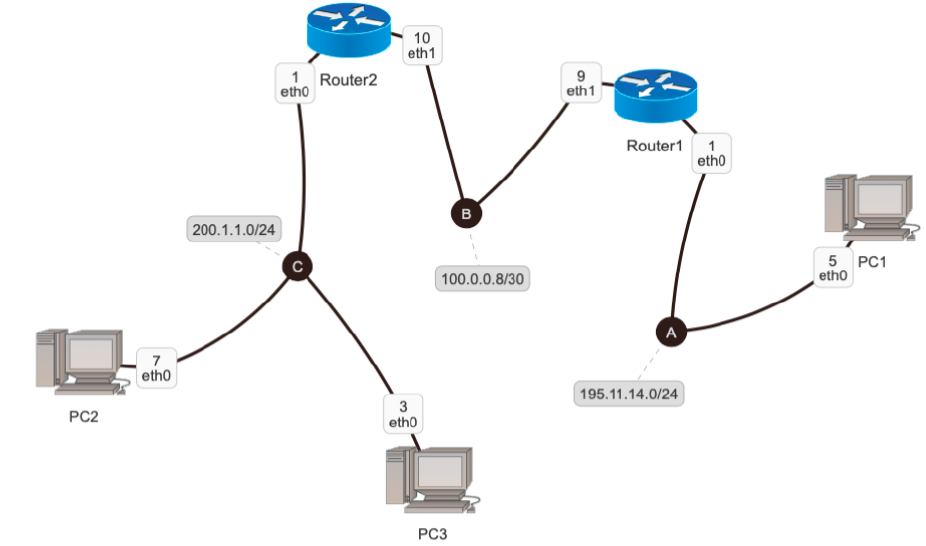 10
eth1
1
eth0
Router2
9
eth1
Router1
1
eth0
B
200.1.1.0/24
C
100.0.0.8/30
5
eth0
PC1
A
7
eth0
195.11.14.0/24
PC2
3
eth0
PC3